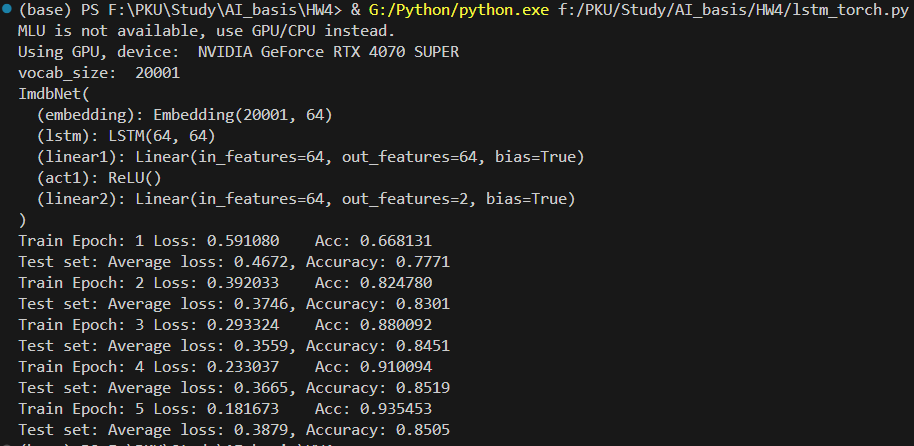 (base) PS F:\PKU\Study\AI_basis\HW4> & G:/Python/python.exe f:/PKU/Study/AI_basis/HW4/lstm_torch.py
MLU is not available, use GPU/CPU instead.
Using GPU, device:  NVIDIA GeForce RTX 4070 SUPER
vocab_size:  20001
ImdbNet(
  (embedding): Embedding(20001, 64)
  (lstm): LSTM(64, 64)
  (linear1): Linear(in_features=64, out_features=64, bias=True)
  (act1): ReLU()
  (linear2): Linear(in_features=64, out_features=2, bias=True)
)
Train Epoch: 1 Loss: 0.591080    Acc: 0.668131
Test set: Average loss: 0.4672, Accuracy: 0.7771
Train Epoch: 2 Loss: 0.392033    Acc: 0.824780
Test set: Average loss: 0.3746, Accuracy: 0.8301
Train Epoch: 3 Loss: 0.293324    Acc: 0.880092
Test set: Average loss: 0.3559, Accuracy: 0.8451
Train Epoch: 4 Loss: 0.233037    Acc: 0.910094
Test set: Average loss: 0.3665, Accuracy: 0.8519
Train Epoch: 5 Loss: 0.181673    Acc: 0.935453
Test set: Average loss: 0.3879, Accuracy: 0.8505